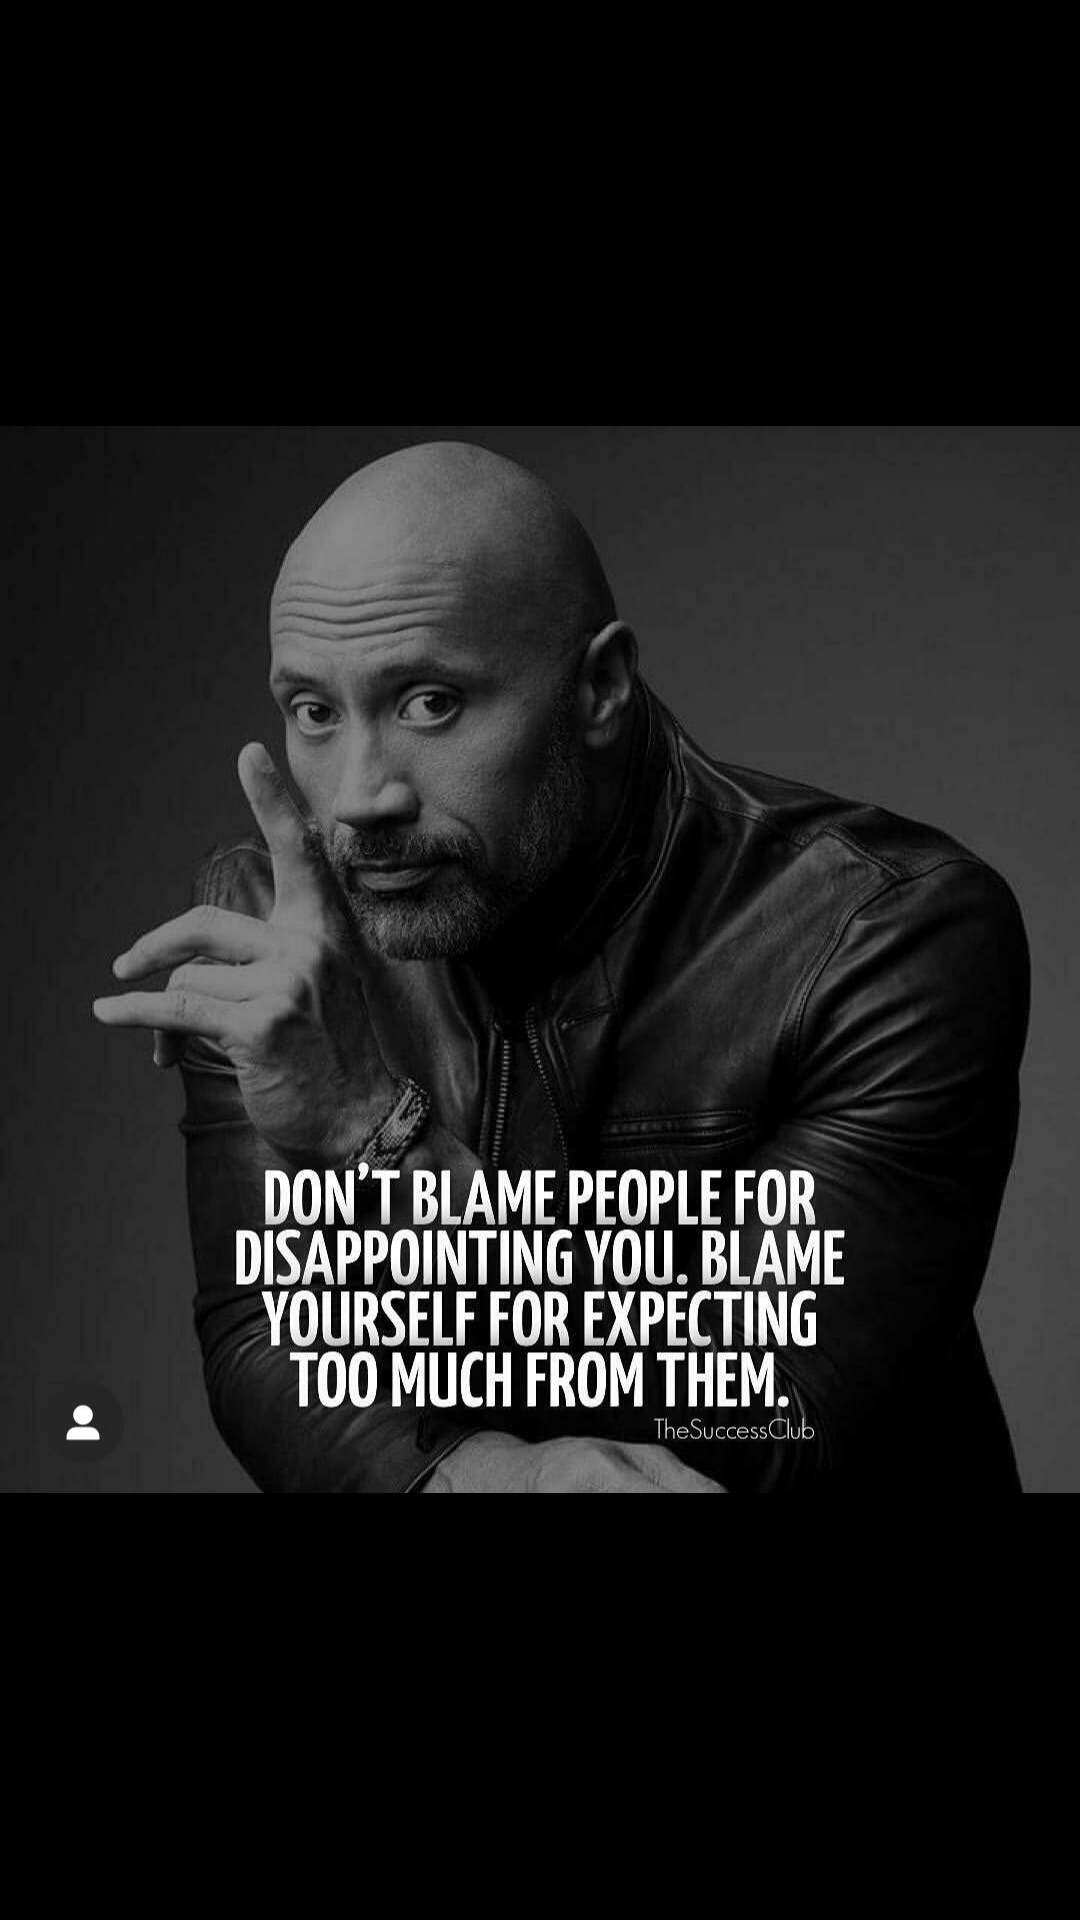 DON'T BLAME PEOPLE FOR
DISAPPOINTING YOU. BLAME
YOURSELF FOR EXPECTING
TOO MUCH FROM THEM.
TheSuccessClub